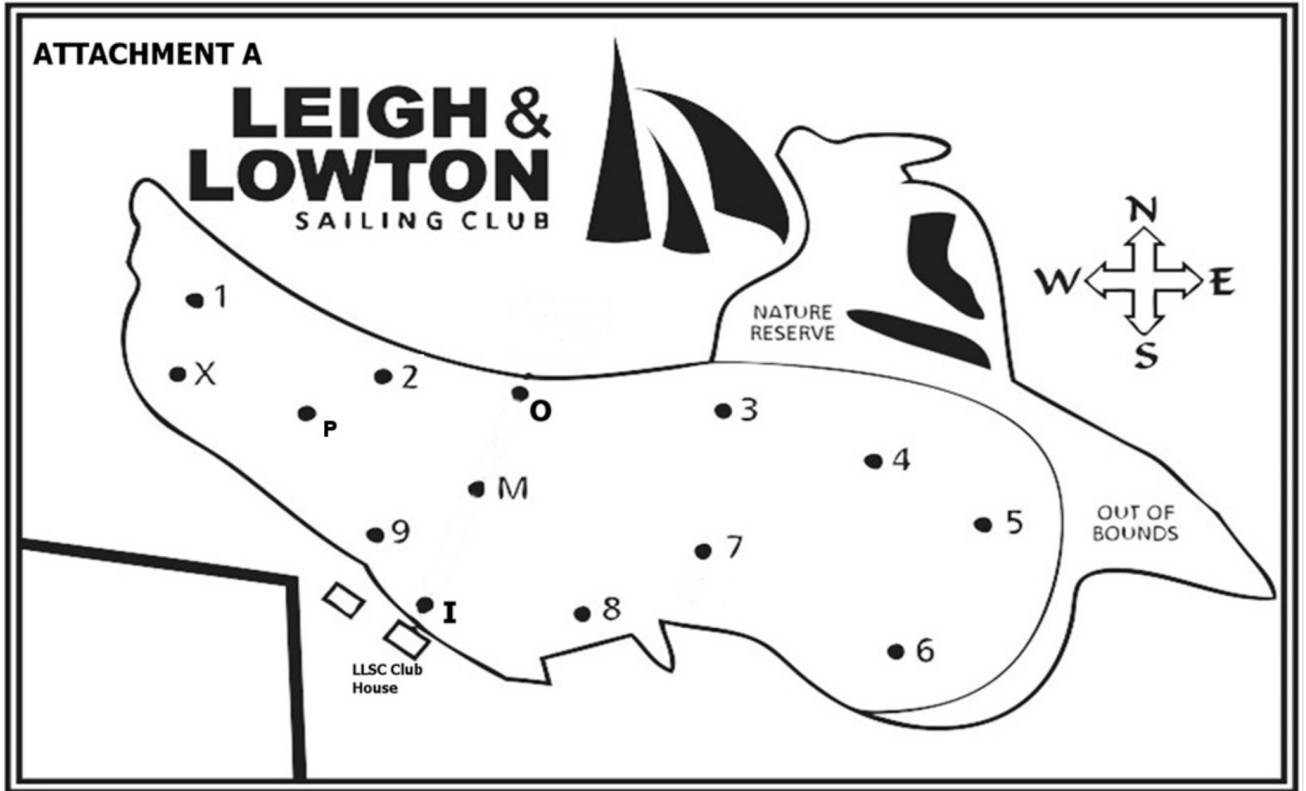 ATTACHMENT A
LEIGH &
LOWTON
SAILING CLUB
N
W
E
S
NATURE
RESERVE
1
X
2
P
O
3
4
M
5
OUT OF
BOUNDS
9
7
I
8
6
LLSC Club
House